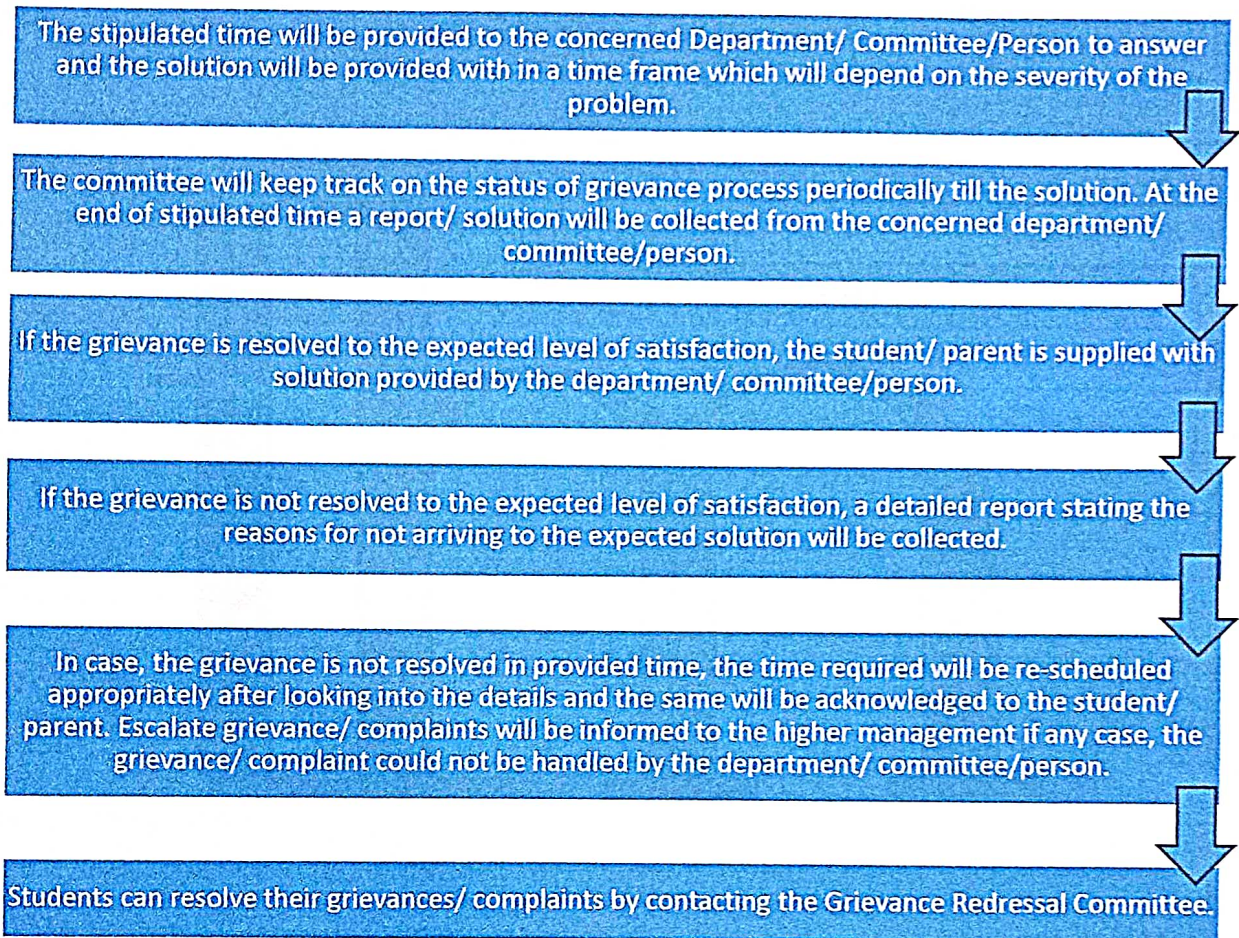 The stipulated time will be provided to the concerned Department/ Committee/Person to answer
and the solution will be provided with in a time frame which will depend on the severity of the
problem.
The committee will keep track on the status of grievance process periodically till the solution. At the
end of stipulated time a report/ solution will be collected from the concerned department/
committee/person.
If the grievance is resolved to the expected level of satisfaction, the student/ parent is supplied with
solution provided by the department/ committee/person.
If the grievance is not resolved to the expected level of satisfaction, a detailed report stating the
reasons for not arriving to the expected solution will be collected.
In case, the grievance is not resolved in provided time, the time required will be re-scheduled
appropriately after looking into the details and the same will be acknowledged to the student/
parent. Escalate grievance/ complaints will be informed to the higher management if any case, the
grievance/ complaint could not be handled by the department/ committee/person.
Students can resolve their grievances/ complaints by contacting the Grievance Redressal Committee.